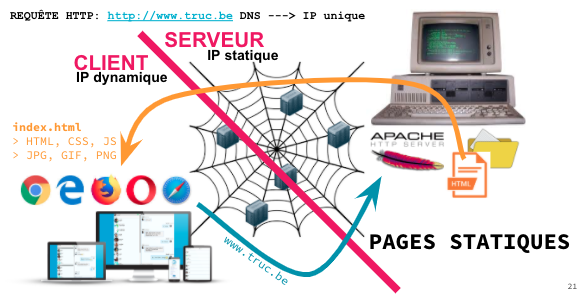 REQUÊTE HTTP: http://www.truc.be DNS ---> IP unique
SERVEUR
IP statique
CLIENT
IP dynamique
index.html
> HTML, CSS, JS
> JPG, GIF, PNG
APACHE
HTTP SERVER
HTML
www.truc.be
PAGES STATIQUES
21